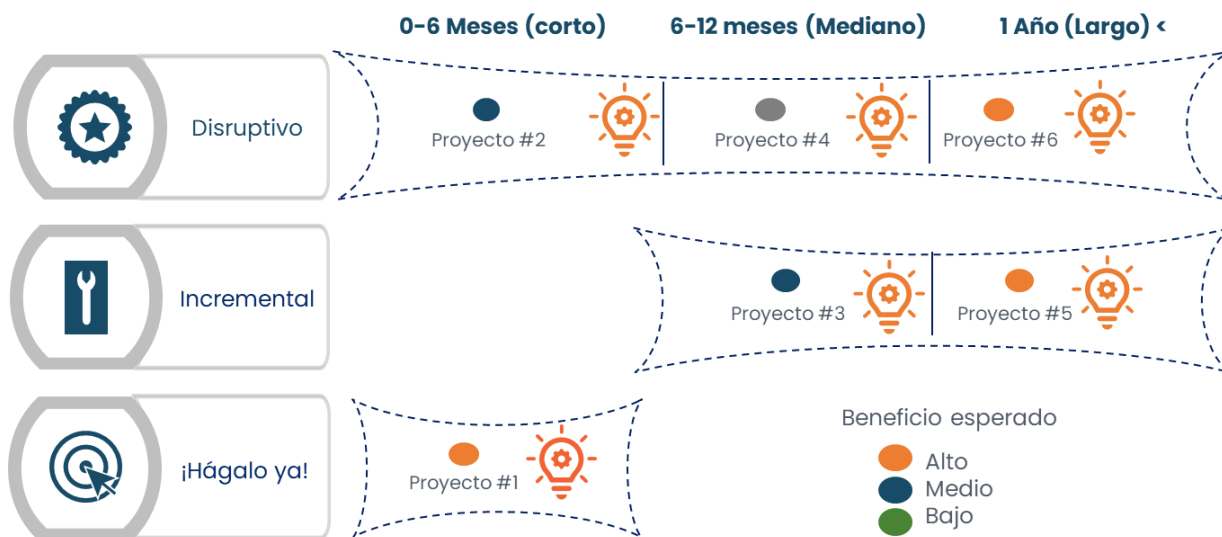 0-6 Meses (corto)
6-12 meses (Mediano)
1 Año (Largo) <
Disruptivo
Proyecto #2
Proyecto #4
Proyecto #6
Incremental
Proyecto #3
Proyecto #5
¡Hágalo ya!
Proyecto #1
Beneficio esperado
Alto
Medio
Bajo